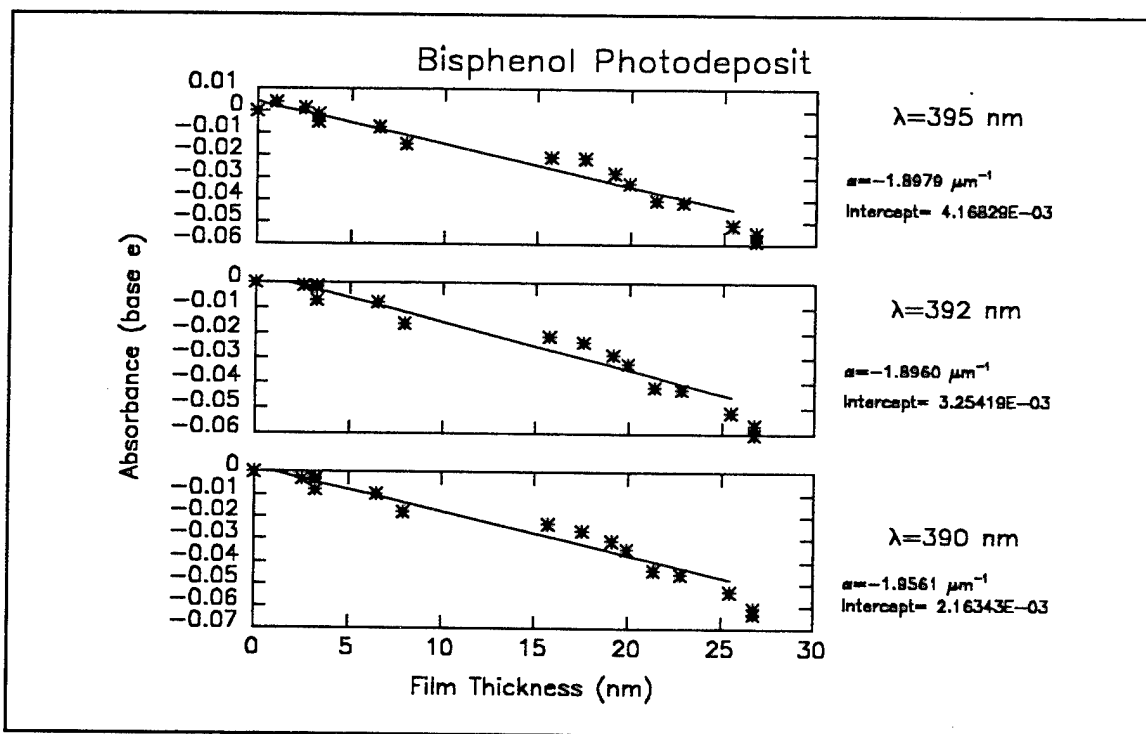 Bisphenol Photodeposit
Absorbance (base e)
0.01
0
−0.01
−0.02
−0.03
−0.04
−0.05
−0.06
λ=395 nm
α=−1.8979 μm⁻¹
Intercept= 4.16829E−03
0
−0.01
−0.02
−0.03
−0.04
−0.05
−0.06
λ=392 nm
α=−1.8960 μm⁻¹
Intercept= 3.25419E−03
0
−0.01
−0.02
−0.03
−0.04
−0.05
−0.06
−0.07
λ=390 nm
α=−1.9561 μm⁻¹
Intercept= 2.16343E−03
0 5 10 15 20 25 30
Film Thickness (nm)